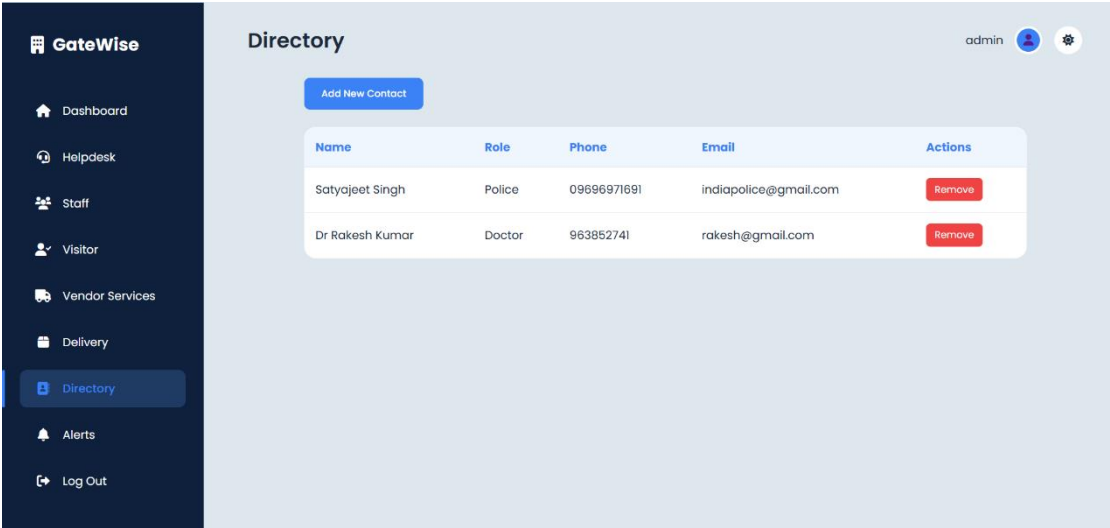 GateWise
Dashboard
Helpdesk
Staff
Visitor
Vendor Services
Delivery
Directory
Alerts
Log Out
Directory
admin
Add New Contact
Name Role Phone Email Actions
Satyajeet Singh Police 09696971691 indiapolice@gmail.com Remove
Dr Rakesh Kumar Doctor 963852741 rakesh@gmail.com Remove